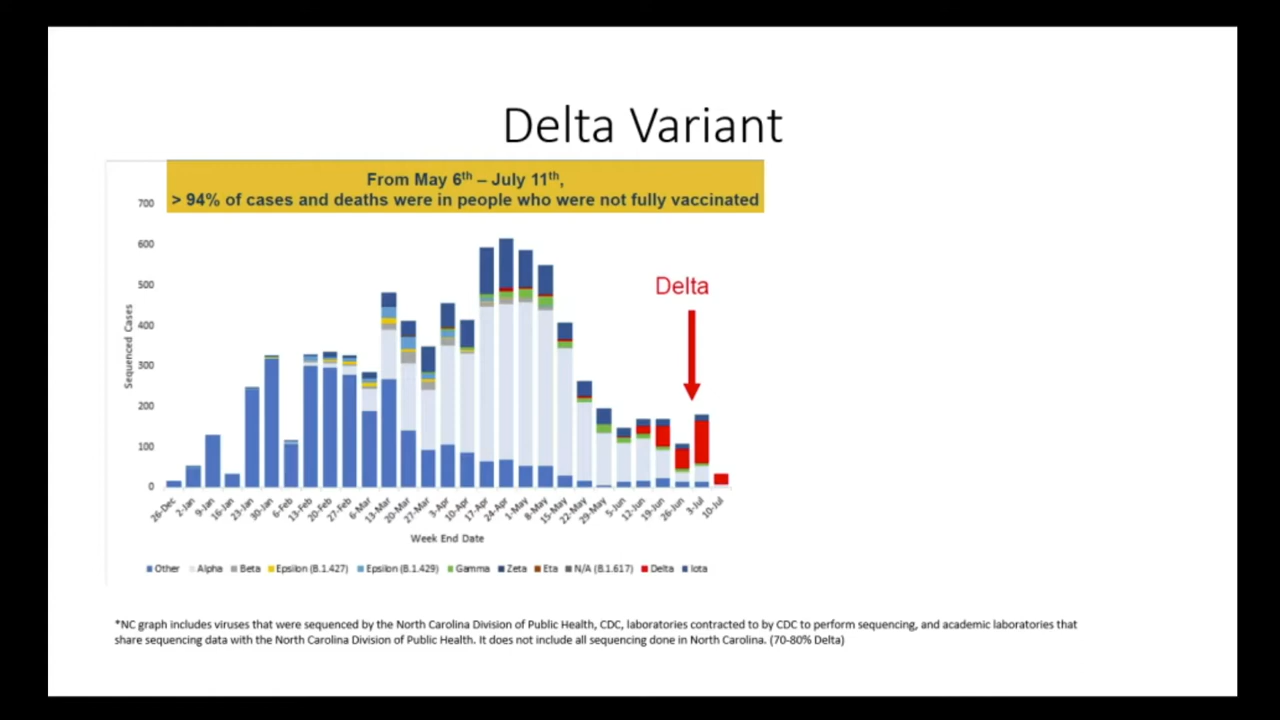 Delta Variant
From May 6th – July 11th,
> 94% of cases and deaths were in people who were not fully vaccinated
700
600
500
400
300
200
100
0
Sequenced Cases
Delta
26-Dec
2-Jan
9-Jan
16-Jan
23-Jan
30-Jan
6-Feb
13-Feb
20-Feb
27-Feb
6-Mar
13-Mar
20-Mar
27-Mar
3-Apr
10-Apr
17-Apr
24-Apr
1-May
8-May
15-May
22-May
29-May
5-Jun
12-Jun
19-Jun
26-Jun
3-Jul
10-Jul
Week End Date
Other Alpha Beta Epsilon (B.1.427) Epsilon (B.1.429) Gamma Zeta Eta N/A (B.1.617) Delta Iota
*NC graph includes viruses that were sequenced by the North Carolina Division of Public Health, CDC, laboratories contracted to by CDC to perform sequencing, and academic laboratories that
share sequencing data with the North Carolina Division of Public Health. It does not include all sequencing done in North Carolina. (70-80% Delta)